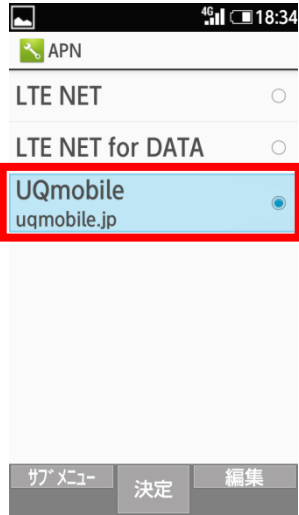 4G 18:34
APN
LTE NET
LTE NET for DATA
UQmobile
uqmobile.jp
ｻﾌﾞﾒﾆｭｰ 決定 編集